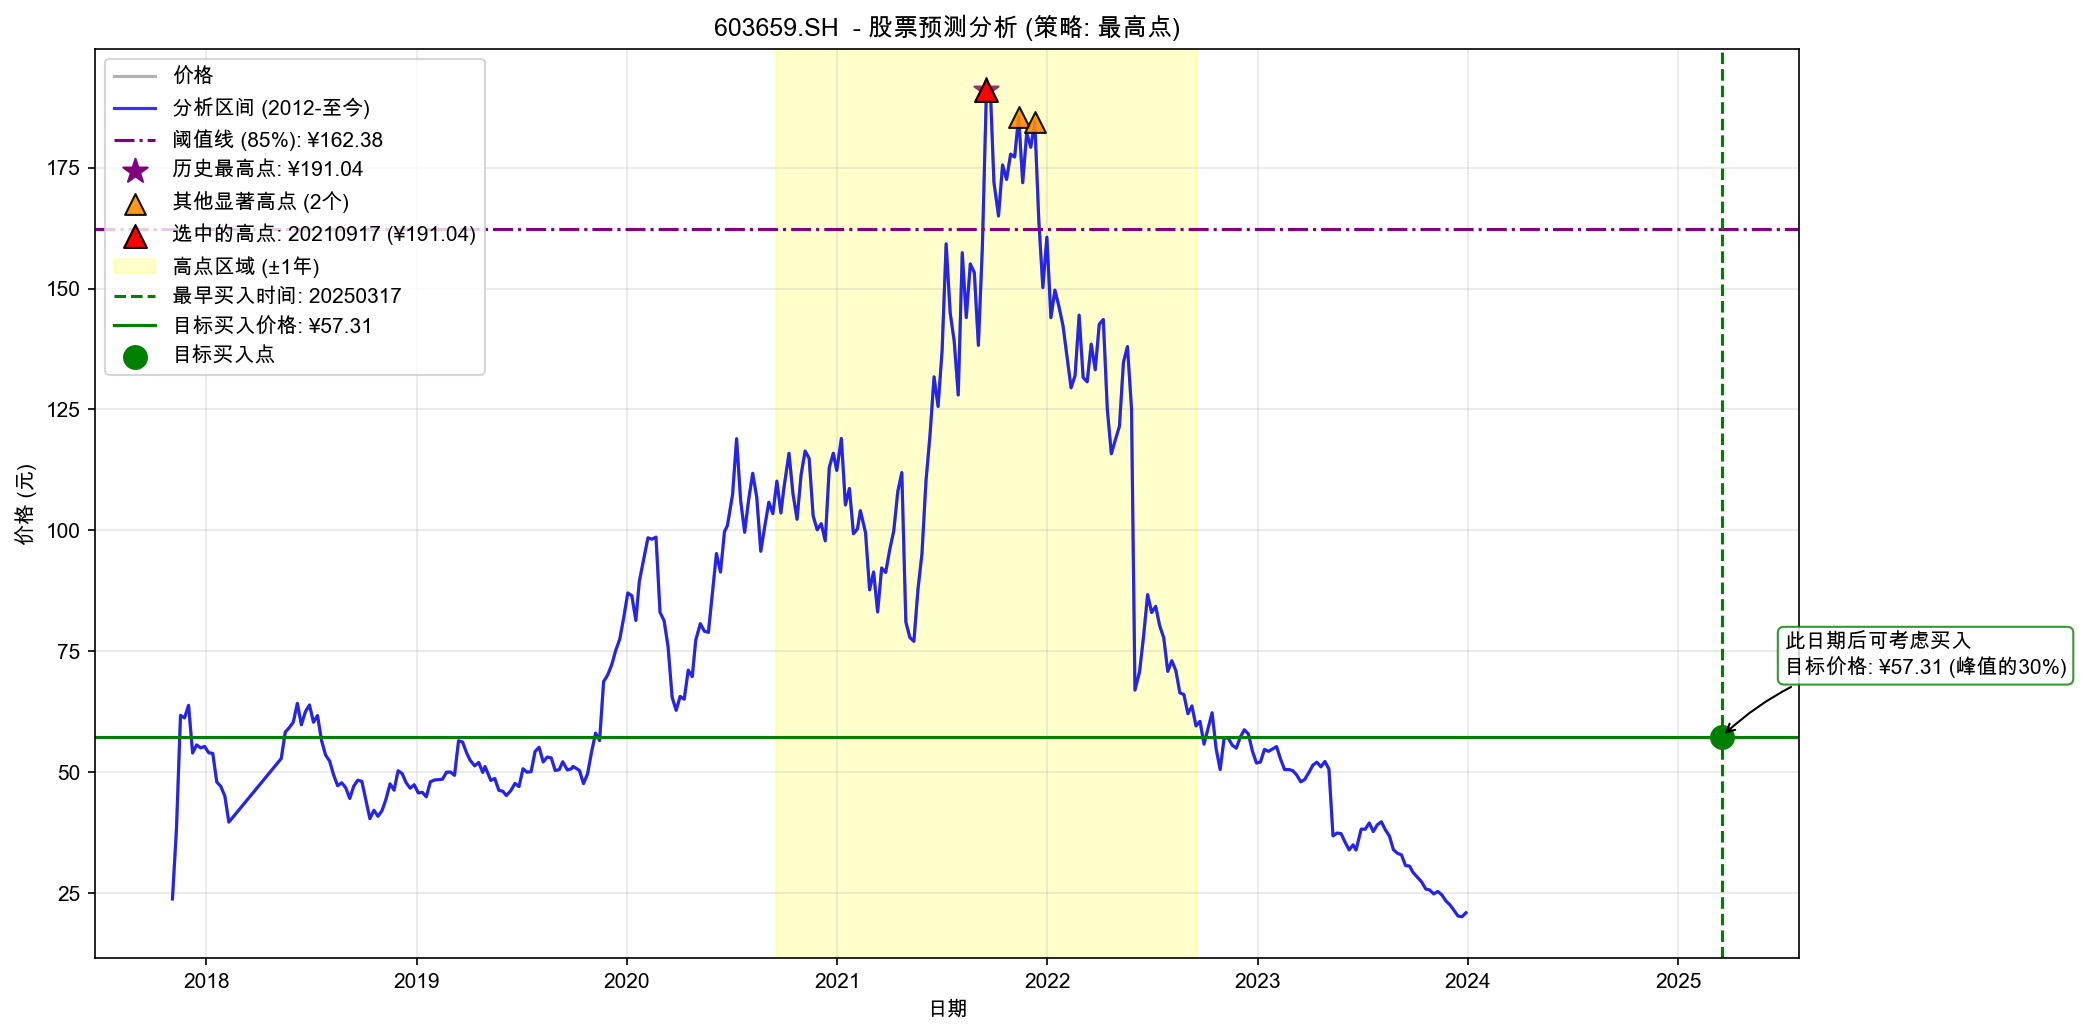 603659.SH - 股票预测分析 (策略: 最高点)
价格
分析区间 (2012-至今)
阈值线 (85%): ¥162.38
历史最高点: ¥191.04
其他显著高点 (2个)
选中的高点: 20210917 (¥191.04)
高点区域 (±1年)
最早买入时间: 20250317
目标买入价格: ¥57.31
目标买入点
175
150
125
100
75
50
25
价格 (元)
此日期后可考虑买入
目标价格: ¥57.31 (峰值的30%)
2018
2019
2020
2021
2022
2023
2024
2025
日期